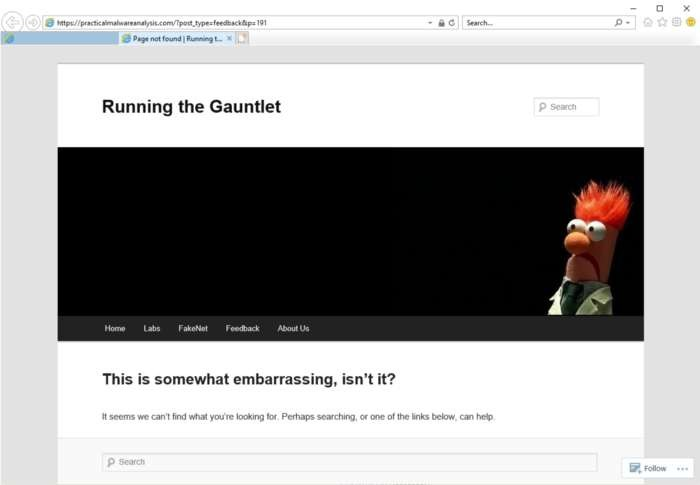 https://practicalmalwareanalysis.com/?post_type=feedback&p=191
Search...
Page not found | Running t...
Running the Gauntlet
Search
Home Labs FakeNet Feedback About Us
This is somewhat embarrassing, isn’t it?
It seems we can’t find what you’re looking for. Perhaps searching, or one of the links below, can help.
Search
Follow